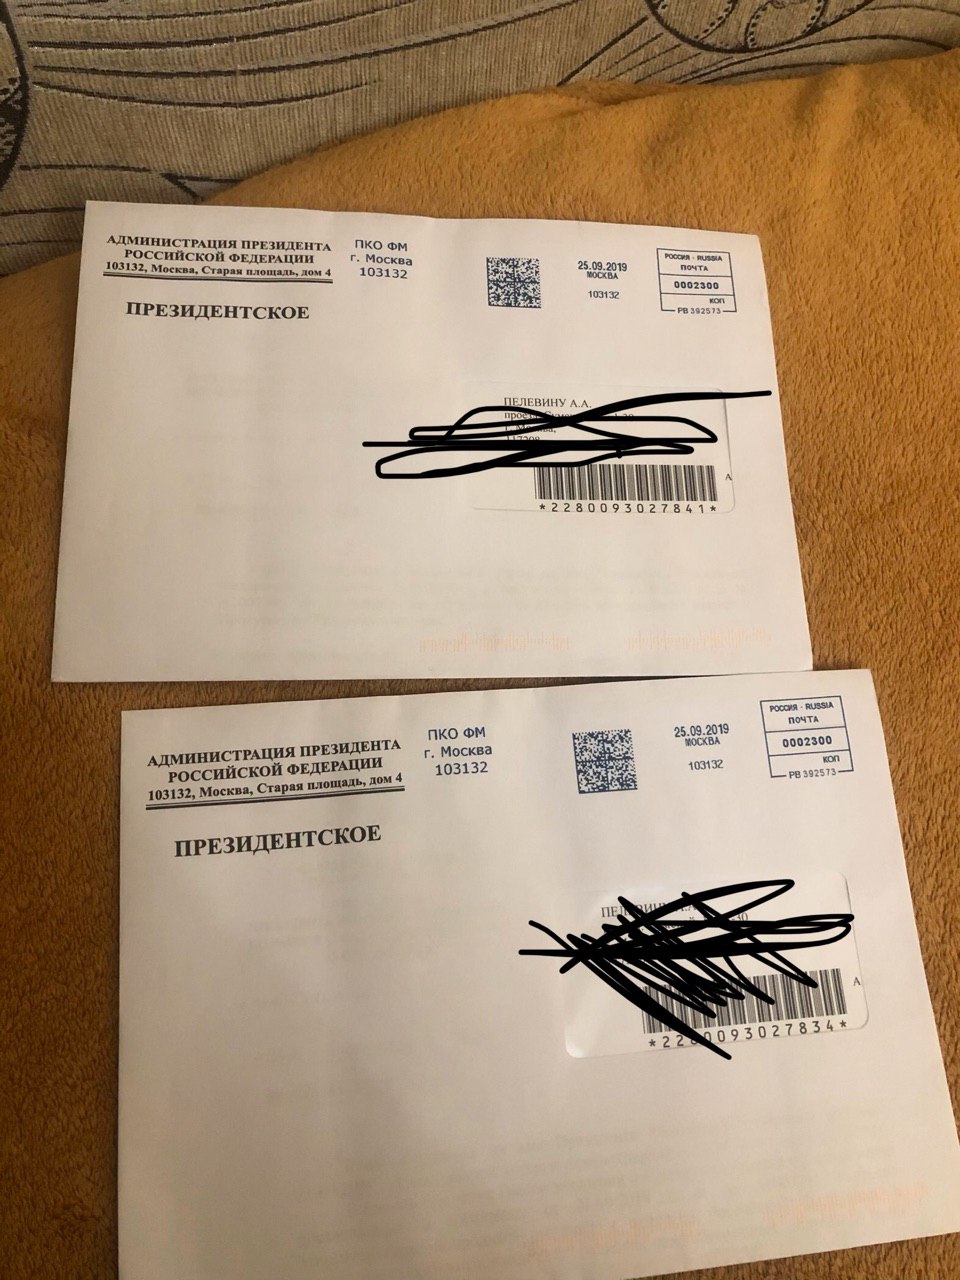 АДМИНИСТРАЦИЯ ПРЕЗИДЕНТА
РОССИЙСКОЙ ФЕДЕРАЦИИ
103132, Москва, Старая площадь, дом 4
ПРЕЗИДЕНТСКОЕ
ПКО ФМ
г. Москва
103132
25.09.2019
МОСКВА
103132
РОССИЯ - RUSSIA
ПОЧТА
0002300
КОП
РВ 392573
ПЕЛЕВИНУ А.А.
А
*2280093027841*
АДМИНИСТРАЦИЯ ПРЕЗИДЕНТА
РОССИЙСКОЙ ФЕДЕРАЦИИ
103132, Москва, Старая площадь, дом 4
ПРЕЗИДЕНТСКОЕ
ПКО ФМ
г. Москва
103132
25.09.2019
МОСКВА
103132
РОССИЯ - RUSSIA
ПОЧТА
0002300
КОП
РВ 392573
А
*2280093027834*